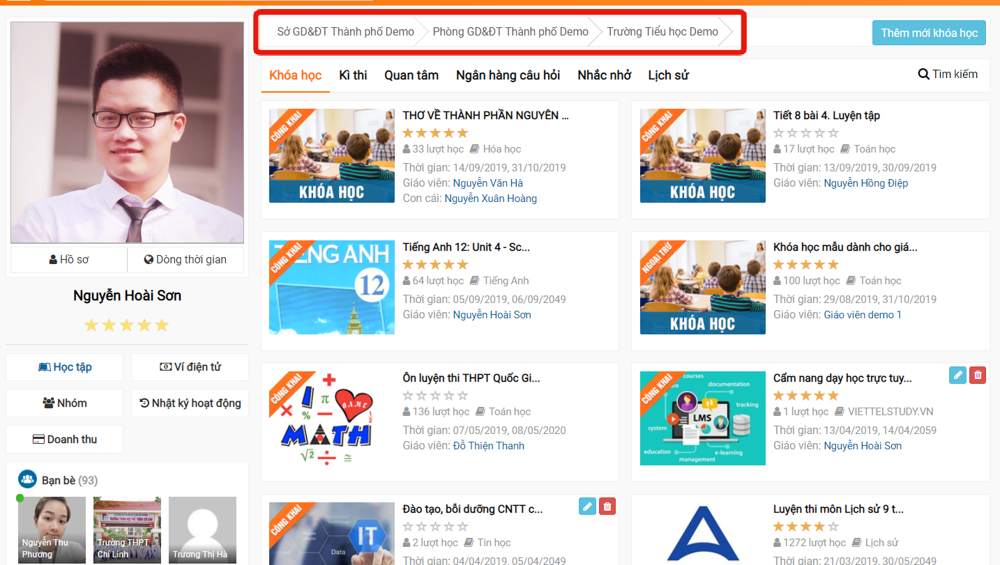 Sở GD&ĐT Thành phố Demo
Phòng GD&ĐT Thành phố Demo
Trường Tiểu học Demo
Thêm mới khóa học
Hồ sơ
Dòng thời gian
Nguyễn Hoài Sơn
Học tập
Ví điện tử
Nhóm
Nhật ký hoạt động
Doanh thu
Bạn bè (93)
Nguyễn Thu Phương
Trường THPT Chí Linh
Trương Thị Hà
Khóa học
Kì thi
Quan tâm
Ngân hàng câu hỏi
Nhắc nhở
Lịch sử
Tìm kiếm
CÔNG KHAI
KHÓA HỌC
THƠ VỀ THÀNH PHẦN NGUYÊN ...
33 lượt học Hóa học
Thời gian: 14/09/2019, 31/10/2019
Giáo viên: Nguyễn Văn Hà
Con cái: Nguyễn Xuân Hoàng
CÔNG KHAI
KHÓA HỌC
Tiết 8 bài 4. Luyện tập
17 lượt học Toán học
Thời gian: 13/09/2019, 30/09/2019
Giáo viên: Nguyễn Hồng Điệp
CÔNG KHAI
ẾNG ANH
12
Tiếng Anh 12: Unit 4 - Sc...
64 lượt học Tiếng Anh
Thời gian: 05/09/2019, 06/09/2049
Giáo viên: Nguyễn Hoài Sơn
NGOẠI TRỪ
KHÓA HỌC
Khóa học mẫu dành cho giá...
100 lượt học Toán học
Thời gian: 29/08/2019, 31/10/2019
Giáo viên: Giáo viên demo 1
CÔNG KHAI
MATH
Ôn luyện thi THPT Quốc Gi...
136 lượt học Toán học
Thời gian: 07/05/2019, 08/05/2020
Giáo viên: Đỗ Thiện Thanh
CÔNG KHAI
courses
documentation
tracking
LMS
system
education
e-learning
management
Cẩm nang dạy học trực tuy...
1 lượt học VIETTELSTUDY.VN
Thời gian: 13/04/2019, 14/04/2059
Giáo viên: Nguyễn Hoài Sơn
CÔNG KHAI
IT
Data
Đào tạo, bồi dưỡng CNTT c...
2 lượt học Tin học
Thời gian: 04/04/2019, 05/04/2049
Luyện thi môn Lịch sử 9 t...
1272 lượt học Lịch sử
Thời gian: 21/03/2019, 30/05/2049